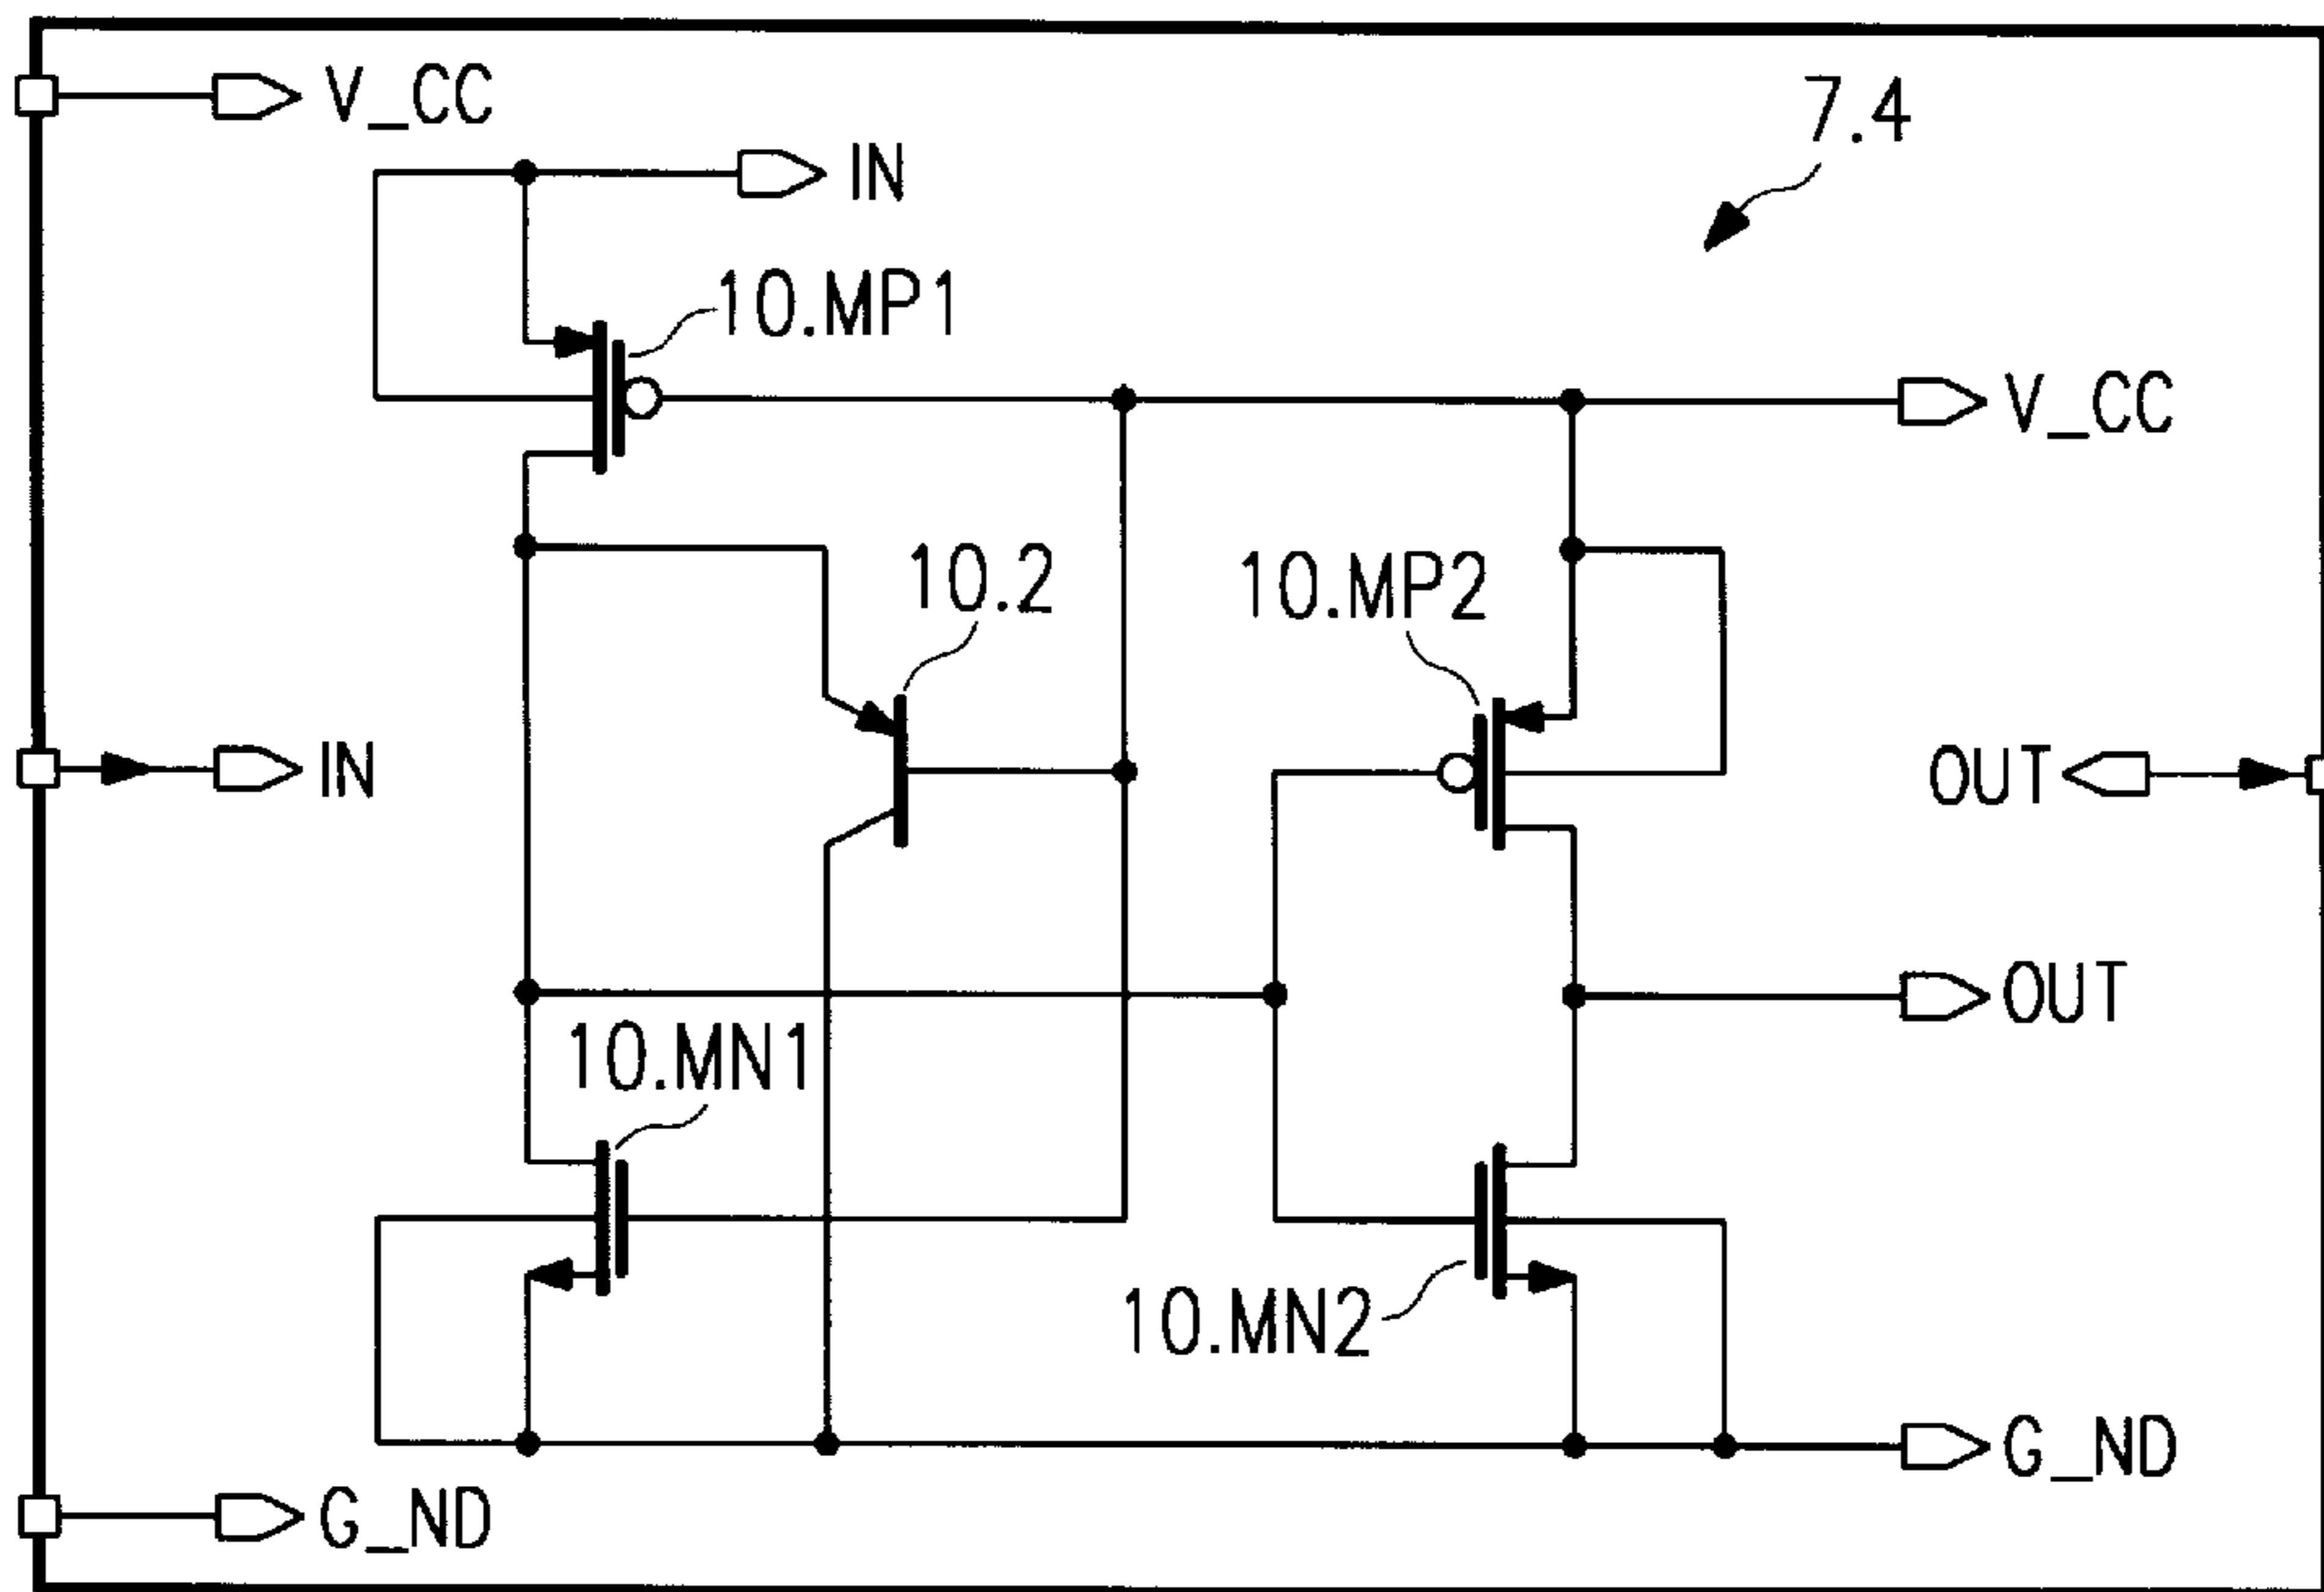 V_CC
7.4
IN
10.MP1
V_CC
10.2
10.MP2
IN
OUT
OUT
10.MN1
10.MN2
G_ND
G_ND